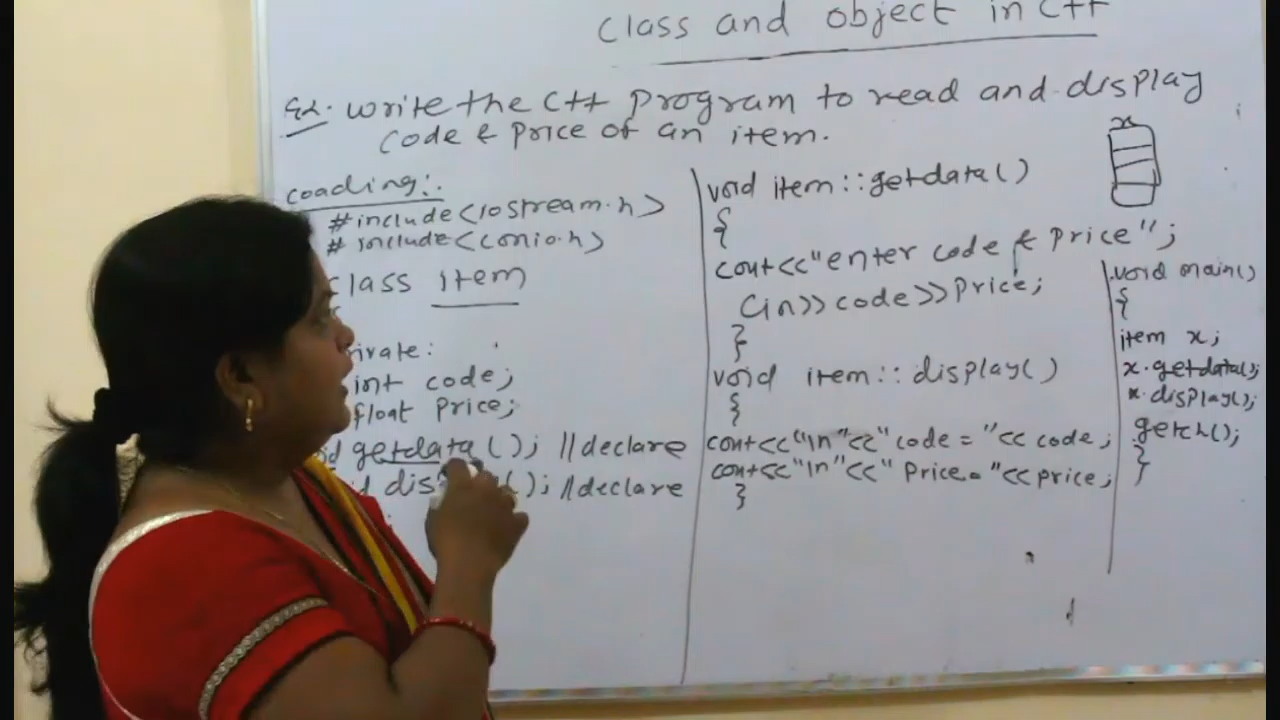 Class and object in C++
Ex. Write the C++ Program to read and display
code & Price of an item.
coading:
#include<iostream.h>
#include<conio.h>
class item
rivate:
int code;
float Price;
id getdata(); //declare
dis (); //declare
void item::getdata()
{
cout<<"enter code & Price";
Cin>>code>>Price;
}
void item:: display()
{
cout<<"\n"<<"code = "<< code;
cout<<"\n"<<" Price = "<< price;
}
x
void main()
{
item x;
x.getdata();
x.display();
getch();
}